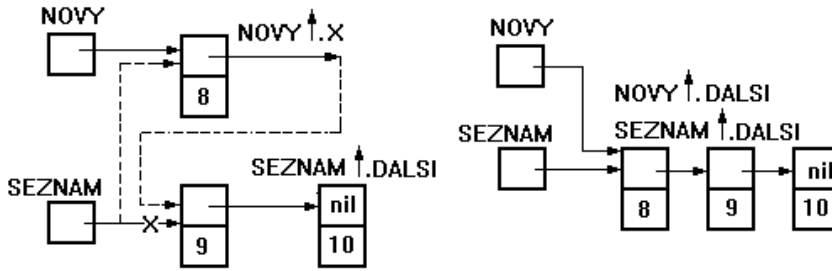 NOVY
NOVY↑.X
8
SEZNAM↑.DALSI
SEZNAM
X
nil
9
10
NOVY
NOVY↑.DALSI
SEZNAM
SEZNAM↑.DALSI
nil
8
9
10